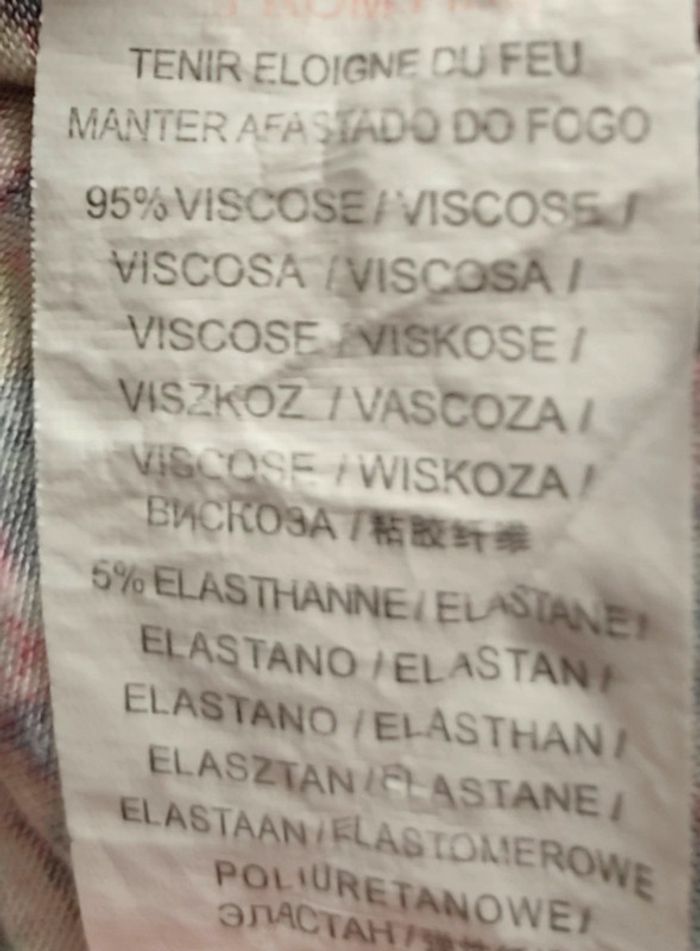 TENIR ELOIGNE DU FEU
MANTER AFASTADO DO FOGO
95% VISCOSE / VISCOSE /
VISCOSA / VISCOSA /
VISCOSE / VISKOSE /
VISZKOZ / VASCOZA /
VISCOSE / WISKOZA /
ВИСКОЗА / 粘胶纤维
5% ELASTHANNE / ELASTANE /
ELASTANO / ELASTAN /
ELASTANO / ELASTHAN /
ELASZTAN / ELASTANE /
ELASTAAN / ELASTOMEROWE
POLIURETANOWE /
ЭЛАСТАН /